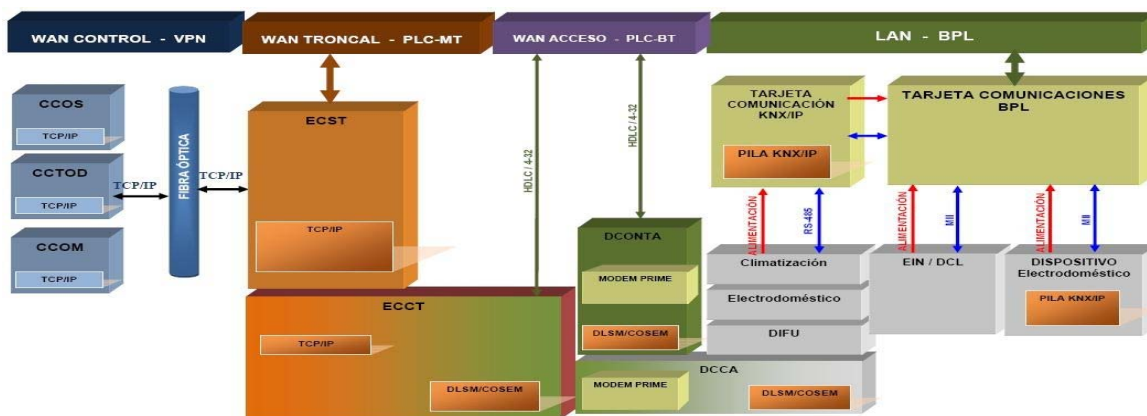 WAN CONTROL - VPN
WAN TRONCAL - PLC-MT
WAN ACCESO - PLC-BT
LAN - BPL
CCOS
TCP/IP
CCTOD
TCP/IP
CCOM
TCP/IP
TCP/IP
FIBRA ÓPTICA
TCP/IP
ECST
TCP/IP
ECCT
TCP/IP
DLSM/COSEM
HDLC / 4-32
HDLC / 4-32
DCONTA
MODEM PRIME
DLSM/COSEM
DCCA
MODEM PRIME
DLSM/COSEM
TARJETA
COMUNICACIÓN
KNX/IP
PILA KNX/IP
TARJETA COMUNICACIONES
BPL
ALIMENTACIÓN
RS-485
ALIMENTACIÓN
MII
ALIMENTACIÓN
MII
Climatización
Electrodoméstico
DIFU
EIN / DCL
DISPOSITIVO
Electrodoméstico
PILA KNX/IP